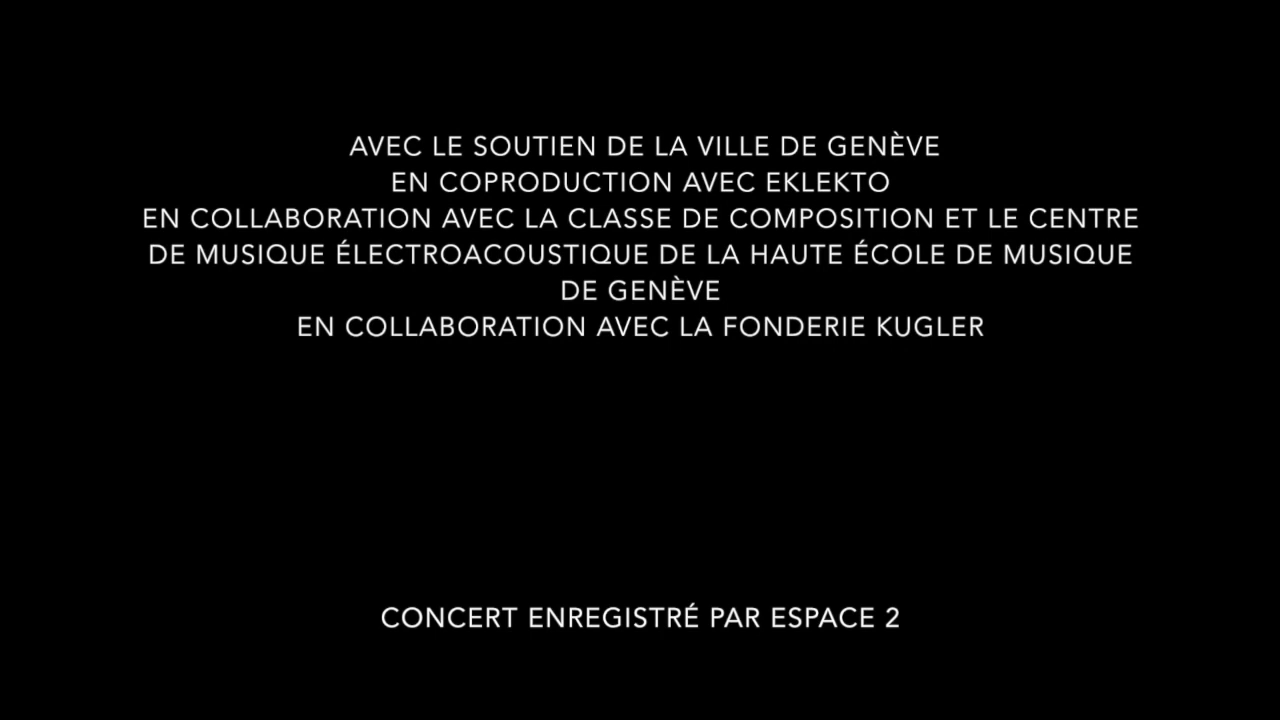 AVEC LE SOUTIEN DE LA VILLE DE GENÈVE
EN COPRODUCTION AVEC EKLEKTO
EN COLLABORATION AVEC LA CLASSE DE COMPOSITION ET LE CENTRE
DE MUSIQUE ÉLECTROACOUSTIQUE DE LA HAUTE ÉCOLE DE MUSIQUE
DE GENÈVE
EN COLLABORATION AVEC LA FONDERIE KUGLER
CONCERT ENREGISTRÉ PAR ESPACE 2